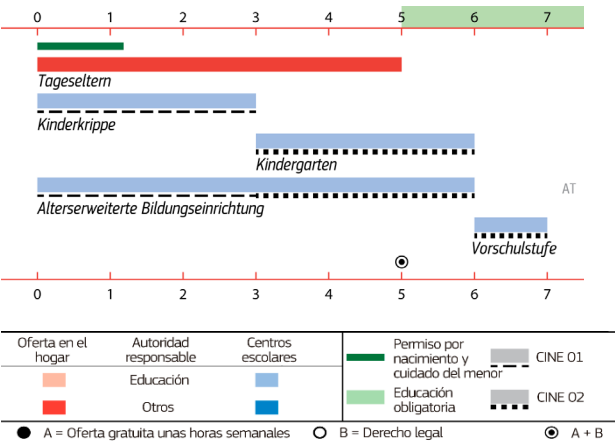 0 1 2 3 4 5 6 7
Tageseltern
Kinderkrippe
Kindergarten
AT
Alterserweiterte Bildungseinrichtung
Vorschulstufe
0 1 2 3 4 5 6 7
Oferta en el hogar
Autoridad responsable
Centros escolares
Educación
Otros
Permiso por nacimiento y cuidado del menor
CINE 01
Educación obligatoria
CINE 02
A = Oferta gratuita unas horas semanales B = Derecho legal A + B